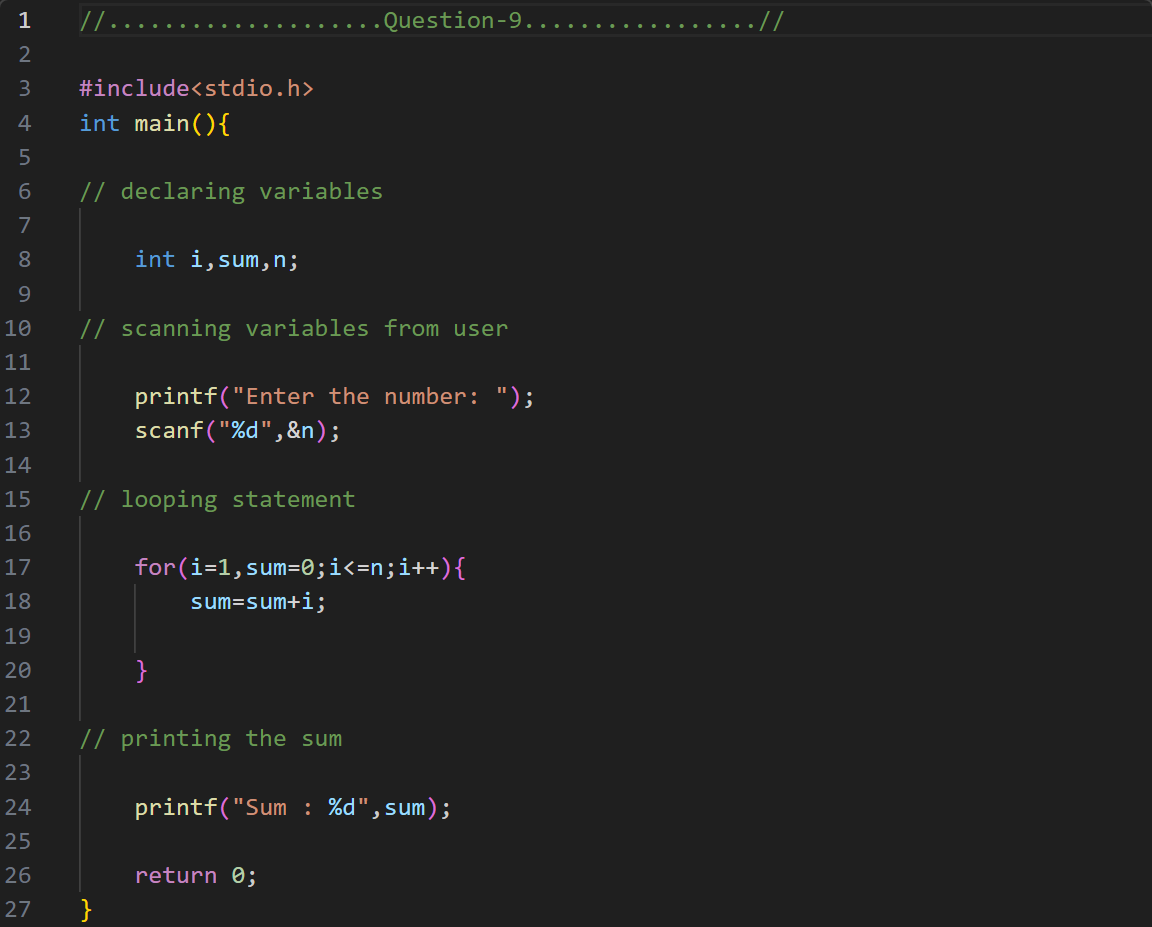 1 //....................Question-9.................//
2
3 #include<stdio.h>
4 int main(){
5
6 // declaring variables
7
8     int i,sum,n;
9
10 // scanning variables from user
11
12     printf("Enter the number: ");
13     scanf("%d",&n);
14
15 // looping statement
16
17     for(i=1,sum=0;i<=n;i++){
18         sum=sum+i;
19
20     }
21
22 // printing the sum
23
24     printf("Sum : %d",sum);
25
26     return 0;
27 }